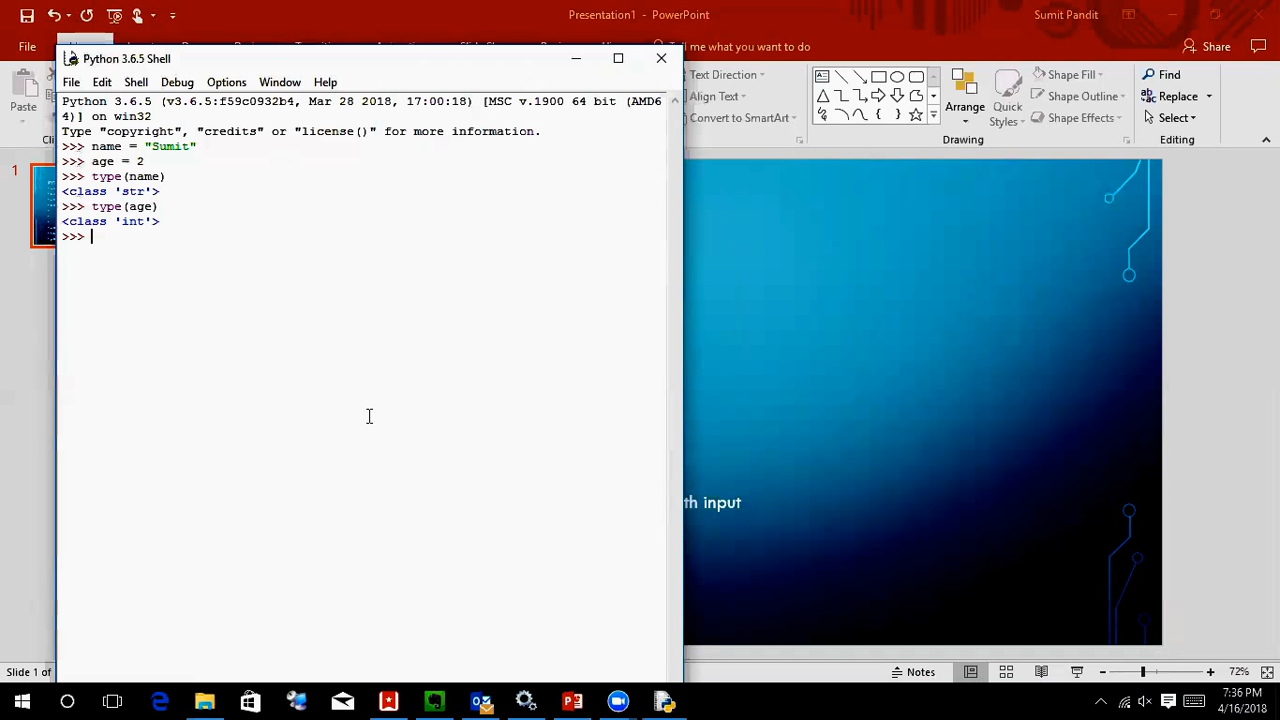 Presentation1 - PowerPoint
Sumit Pandit
File
Tell me what you want to do
Share
Python 3.6.5 Shell
File Edit Shell Debug Options Window Help
Python 3.6.5 (v3.6.5:f59c0932b4, Mar 28 2018, 17:00:18) [MSC v.1900 64 bit (AMD6
4)] on win32
Type "copyright", "credits" or "license()" for more information.
>>> name = "Sumit"
>>> age = 2
>>> type(name)
<class 'str'>
>>> type(age)
<class 'int'>
>>>
Paste
Text Direction
Align Text
Convert to SmartArt
Arrange
Quick
Styles
Shape Fill
Shape Outline
Shape Effects
Drawing
Find
Replace
Select
Editing
1
th input
Slide 1 of
Notes
72%
7:36 PM
4/16/2018